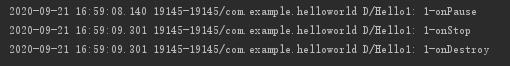 2020-09-21 16:59:08.140 19145-19145/com.example.helloworld D/Hello1: 1-onPause
2020-09-21 16:59:09.301 19145-19145/com.example.helloworld D/Hello1: 1-onStop
2020-09-21 16:59:09.301 19145-19145/com.example.helloworld D/Hello1: 1-onDestroy